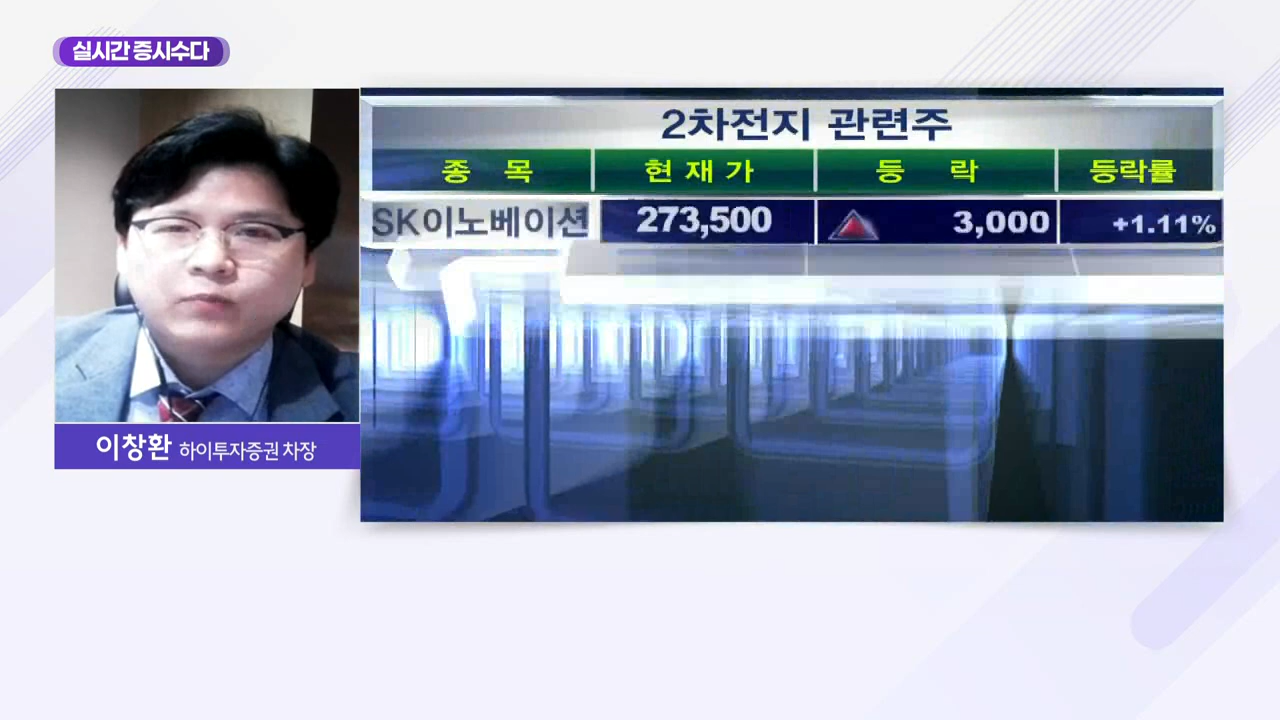 실시간 증시수다
2차전지 관련주
종 목 현 재 가 등 락 등락률
SK이노베이션 273,500 ▲ 3,000 +1.11%
이창환 하이투자증권 차장